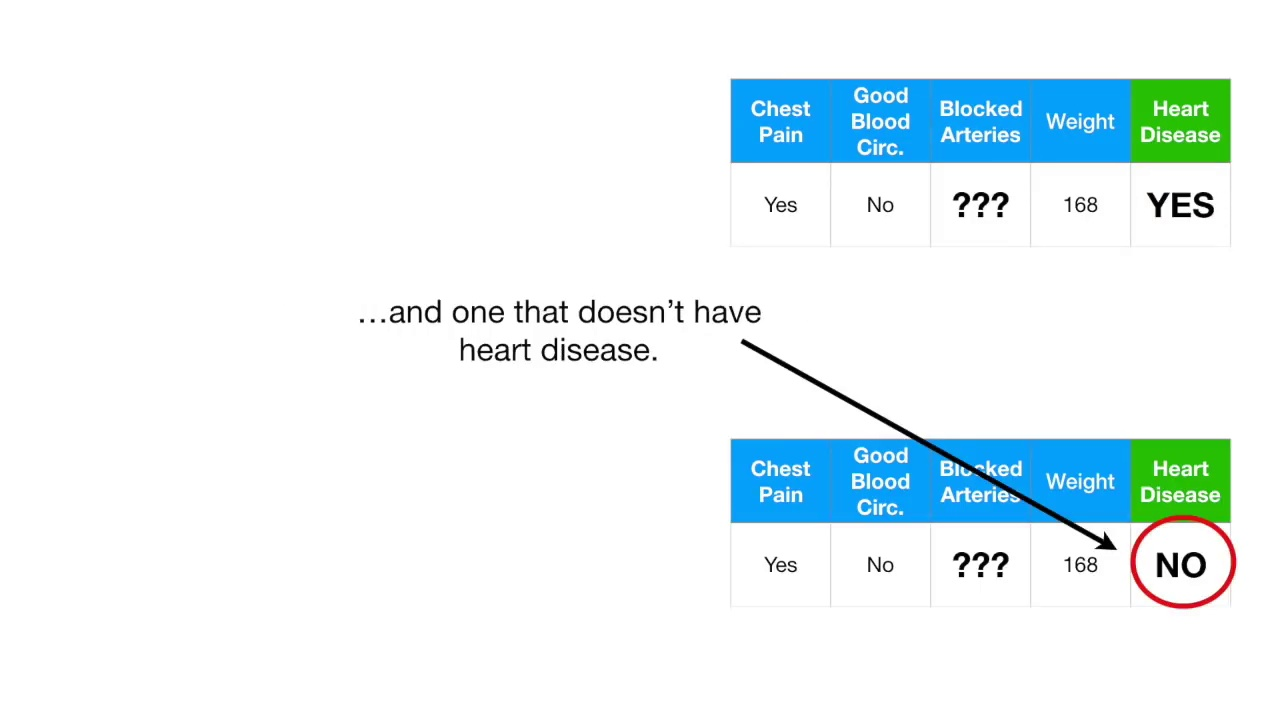 Chest Pain Good Blood Circ. Blocked Arteries Weight Heart Disease
Yes No ??? 168 YES
…and one that doesn’t have
heart disease.
Chest Pain Good Blood Circ. Blocked Arteries Weight Heart Disease
Yes No ??? 168 NO